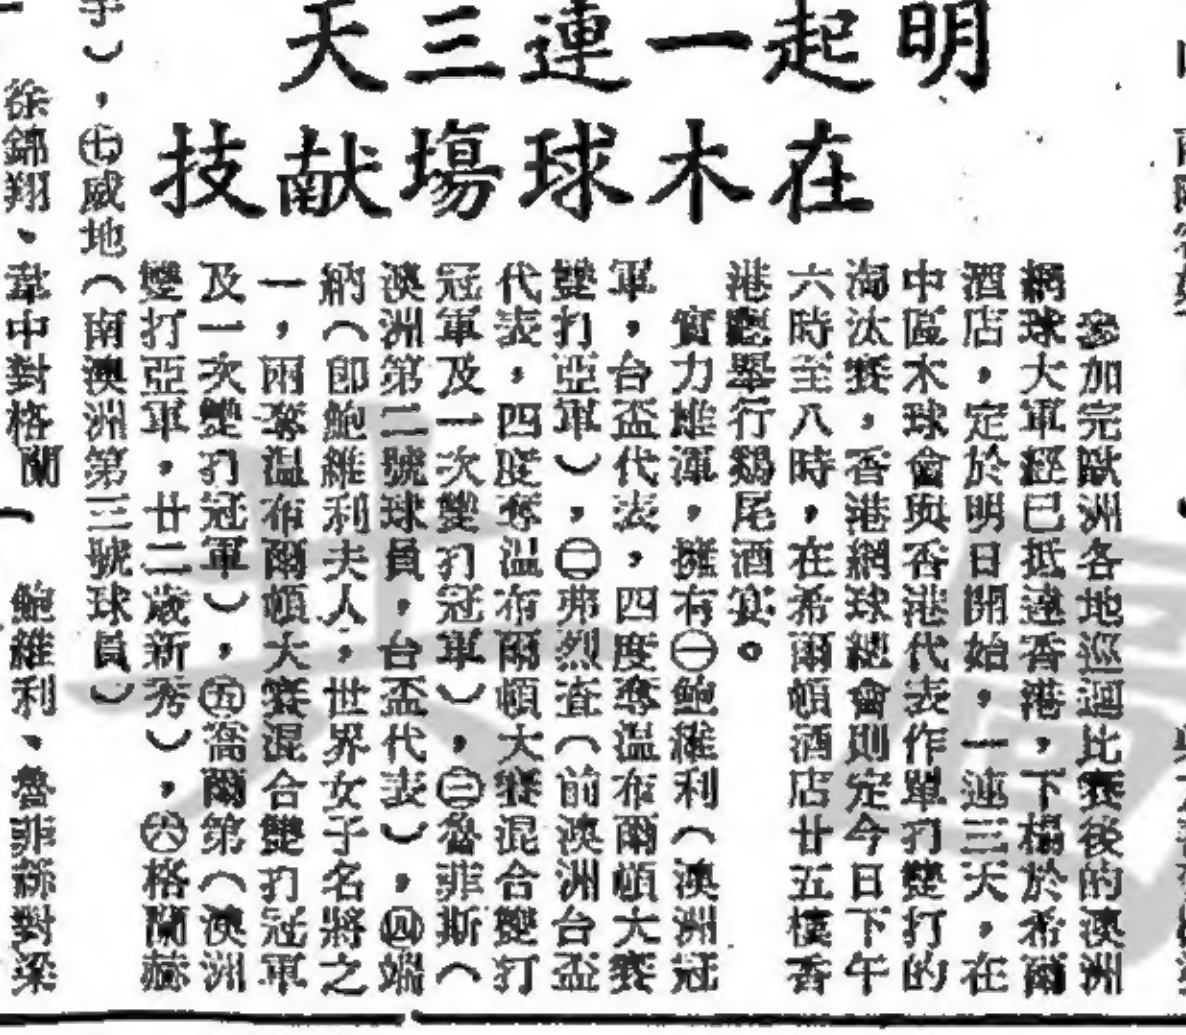 明起一連三天
在木球塲献技
參加完歐洲各地巡迴比賽後的澳洲
網球大軍經已抵達香港，下榻於希爾
酒店，定於明日開始，一連三天，在
中區木球會與香港代表作單打雙打的
淘汰賽，香港網球總會則定今日下午
六時至八時，在希爾頓酒店廿五樓香
港廳舉行鷄尾酒宴。
實力雄渾，擁有㊀鮑維利（澳洲冠
軍，台盃代表，四度奪温布爾頓大賽
雙打亞軍），㊁弗烈查（前澳洲台盃
代表，四度奪温布爾頓大賽混合雙打
冠軍及一次雙打冠軍），㊂魯菲斯（
澳洲第二號球員，台盃代表），㊃端
納（卽鮑維利夫人，世界女子名將之
一，兩奪温布爾頓大賽混合雙打冠軍
及一次雙打冠軍），㊄萵爾第（澳洲
雙打亞軍，廿二歲新秀），㊅格蘭赫
），㊆威地（南澳洲第三號球員）
徐錦翔、韋中對格蘭
鮑維利、魯菲斯對梁